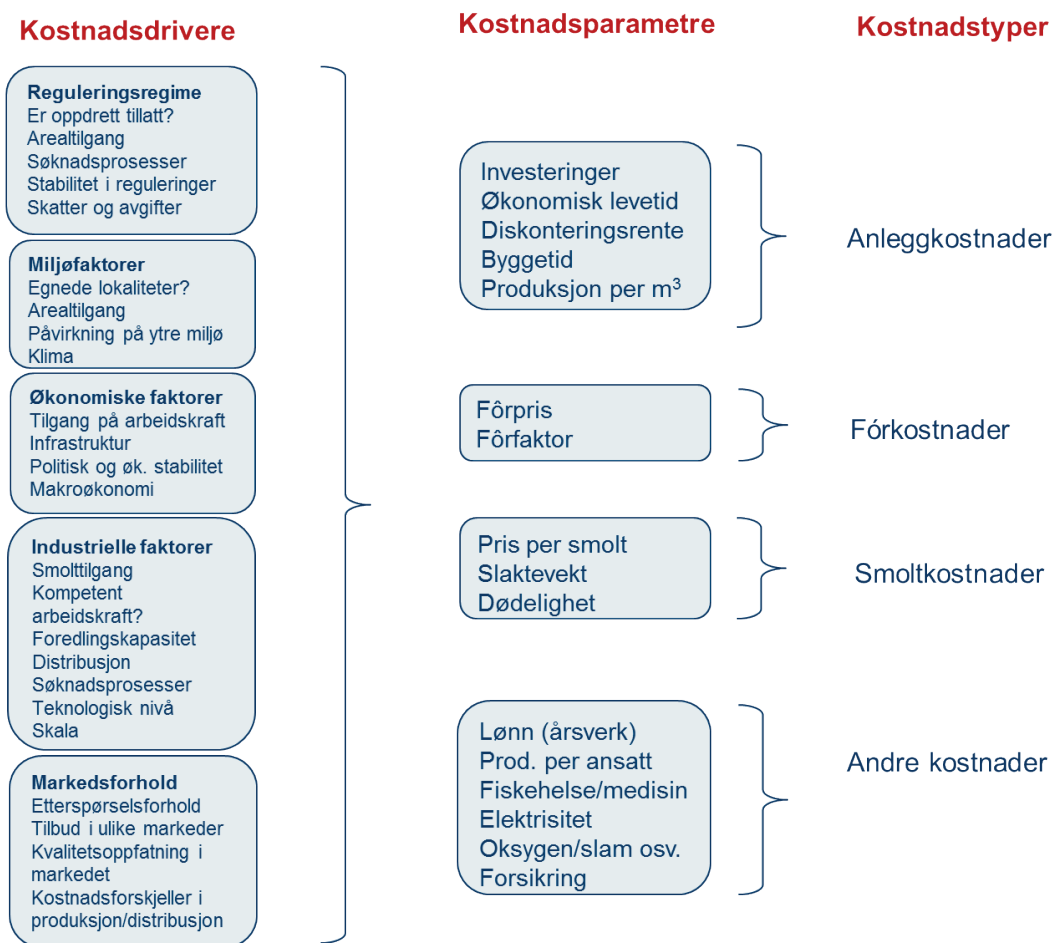 Kostnadsdrivere
Reguleringsregime
Er oppdrett tillatt?
Arealtilgang
Søknadsprosesser
Stabilitet i reguleringer
Skatter og avgifter
Miljøfaktorer
Egnede lokaliteter?
Arealtilgang
Påvirkning på ytre miljø
Klima
Økonomiske faktorer
Tilgang på arbeidskraft
Infrastruktur
Politisk og øk. stabilitet
Makroøkonomi
Industrielle faktorer
Smolttilgang
Kompetent
arbeidskraft?
Foredlingskapasitet
Distribusjon
Søknadsprosesser
Teknologisk nivå
Skala
Markedsforhold
Etterspørselsforhold
Tilbud i ulike markeder
Kvalitetsoppfatning i
markedet
Kostnadsforskjeller i
produksjon/distribusjon
Kostnadsparametre
Investeringer
Økonomisk levetid
Diskonteringsrente
Byggetid
Produksjon per m³
Fôrpris
Fôrfaktor
Pris per smolt
Slaktevekt
Dødelighet
Lønn (årsverk)
Prod. per ansatt
Fiskehelse/medisin
Elektrisitet
Oksygen/slam osv.
Forsikring
Kostnadstyper
Anleggkostnader
Fórkostnader
Smoltkostnader
Andre kostnader